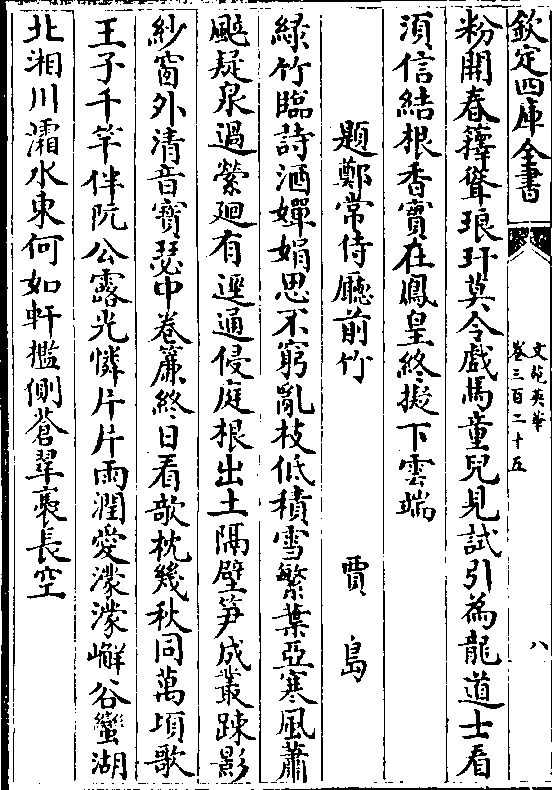 欽定四庫全書
文苑英華
卷三百二十五
八
粉開春籜聳琅玕莫令戲馬童兒見試引為龍道士看
須信結根香實在鳳皇終擬下雲端
題鄭常侍廳前竹 賈島
綠竹臨詩酒嬋娟思不窮亂枝低積雪繁葉亞寒風蕭
颭疑泉過縈廻有逕通侵庭根出土隔壁笋成叢踈影
紗窗外清音寶瑟中卷簾終日看欹枕幾秋同萬頃歌
王子千竿伴阮公露光憐片片雨潤愛濛濛嶰谷蠻湖
北湘川灞水東何如軒檻側蒼翠裛長空